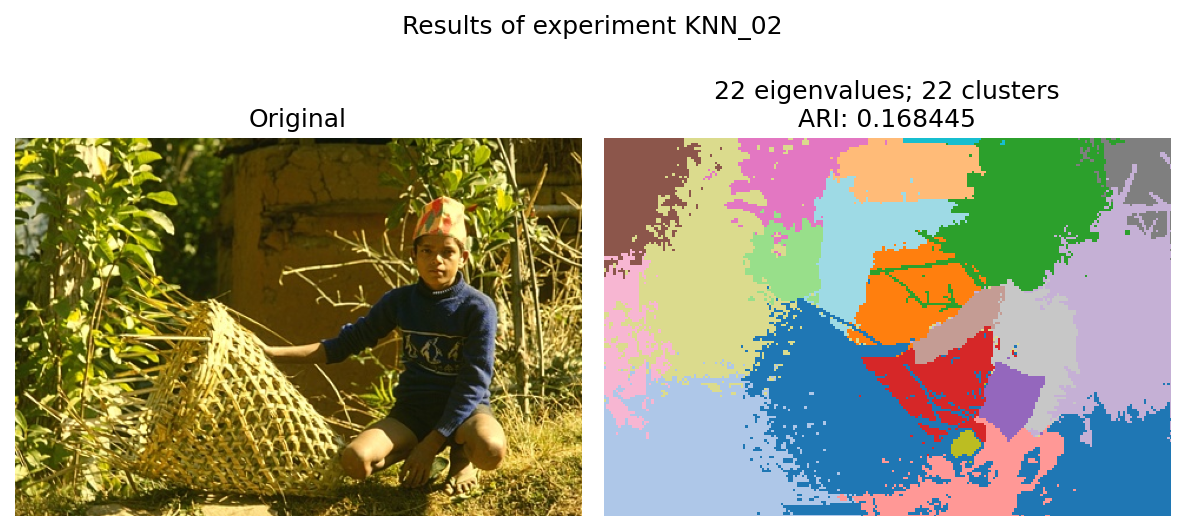 Results of experiment KNN_02
Original
22 eigenvalues; 22 clusters
ARI: 0.168445